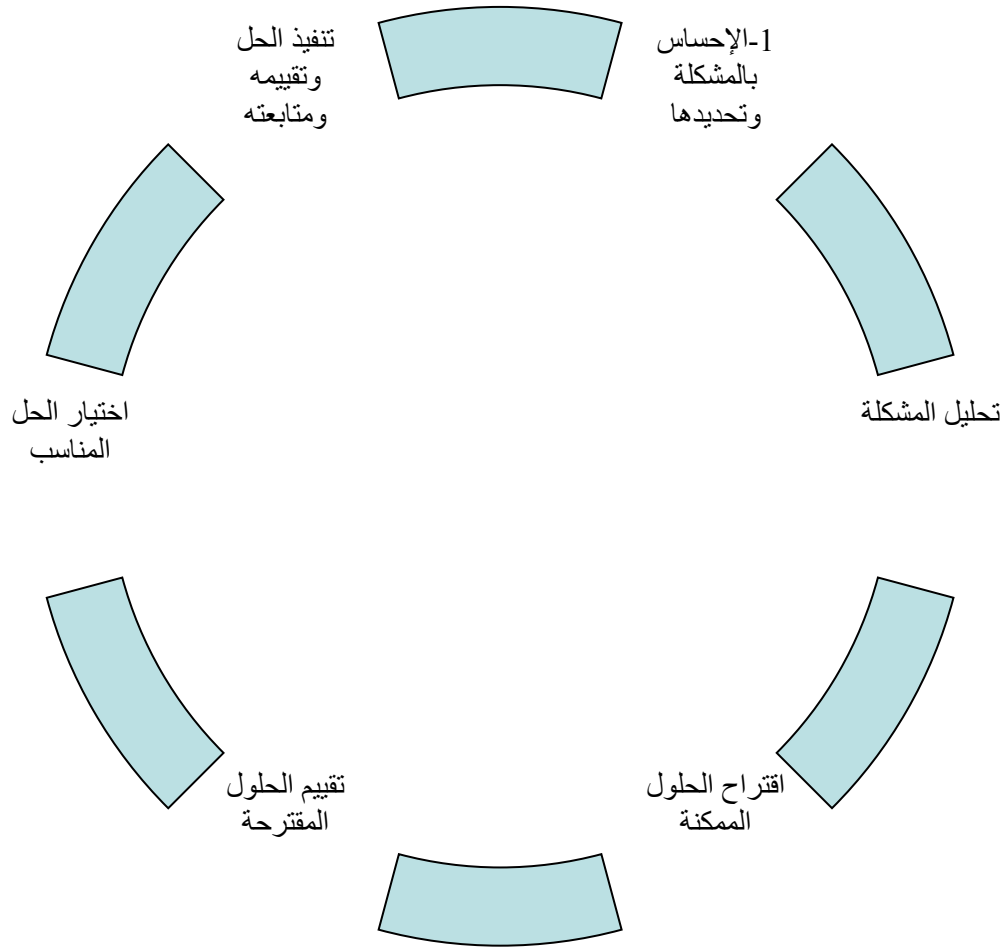 1-الإحساس
بالمشكلة
وتحديدها
تحليل المشكلة
اقتراح الحلول
الممكنة
تقييم الحلول
المقترحة
اختيار الحل
المناسب
تنفيذ الحل
وتقييمه
ومتابعته